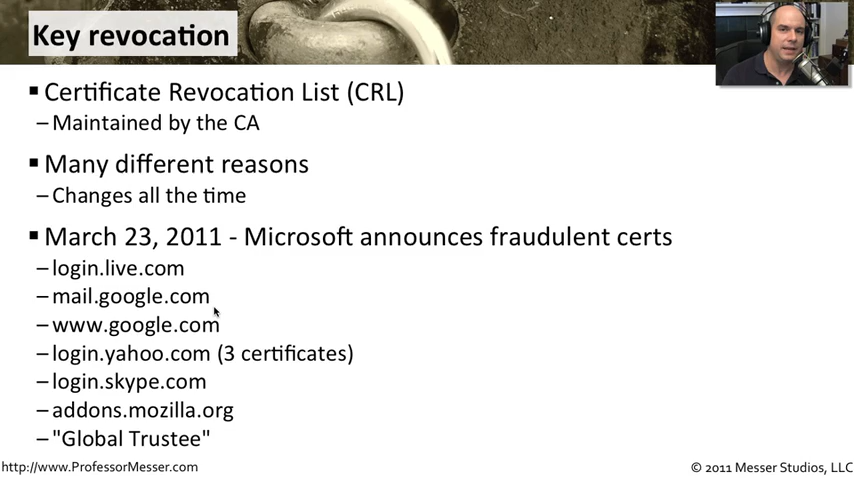 Key revocation
▪ Certificate Revocation List (CRL)
– Maintained by the CA
▪ Many different reasons
– Changes all the time
▪ March 23, 2011 - Microsoft announces fraudulent certs
– login.live.com
– mail.google.com
– www.google.com
– login.yahoo.com (3 certificates)
– login.skype.com
– addons.mozilla.org
– "Global Trustee"
http://www.ProfessorMesser.com
© 2011 Messer Studios, LLC